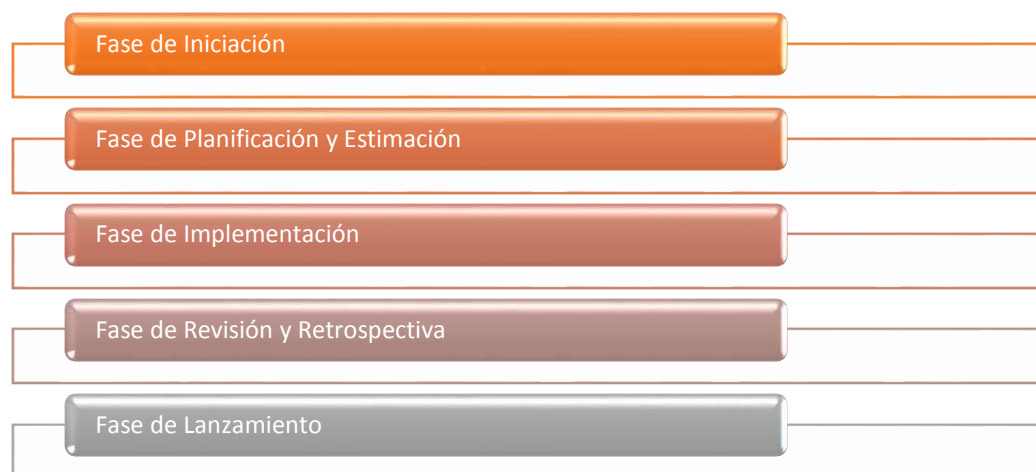 Fase de Iniciación
Fase de Planificación y Estimación
Fase de Implementación
Fase de Revisión y Retrospectiva
Fase de Lanzamiento